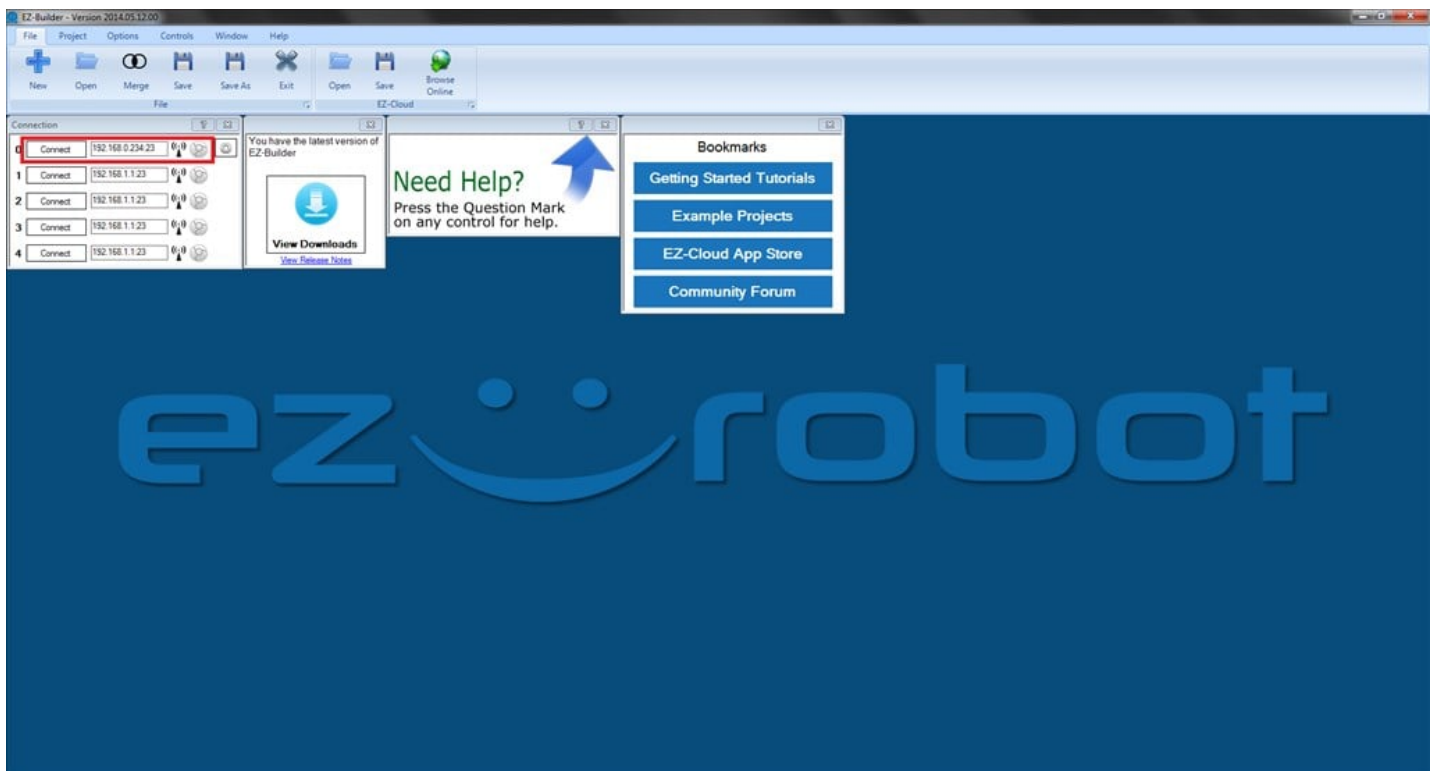 EZ-Builder - Version 2014.05.12.00
File Project Options Controls Window Help
New Open Merge Save Save As Exit Open Save Browse Online
File EZ-Cloud
Connection
0 Connect 192.168.0.234:23
1 Connect 192.168.1.1:23
2 Connect 192.168.1.1:23
3 Connect 192.168.1.1:23
4 Connect 192.168.1.1:23
You have the latest version of
EZ-Builder
View Downloads
View Release Notes
Need Help?
Press the Question Mark
on any control for help.
Bookmarks
Getting Started Tutorials
Example Projects
EZ-Cloud App Store
Community Forum
ez robot